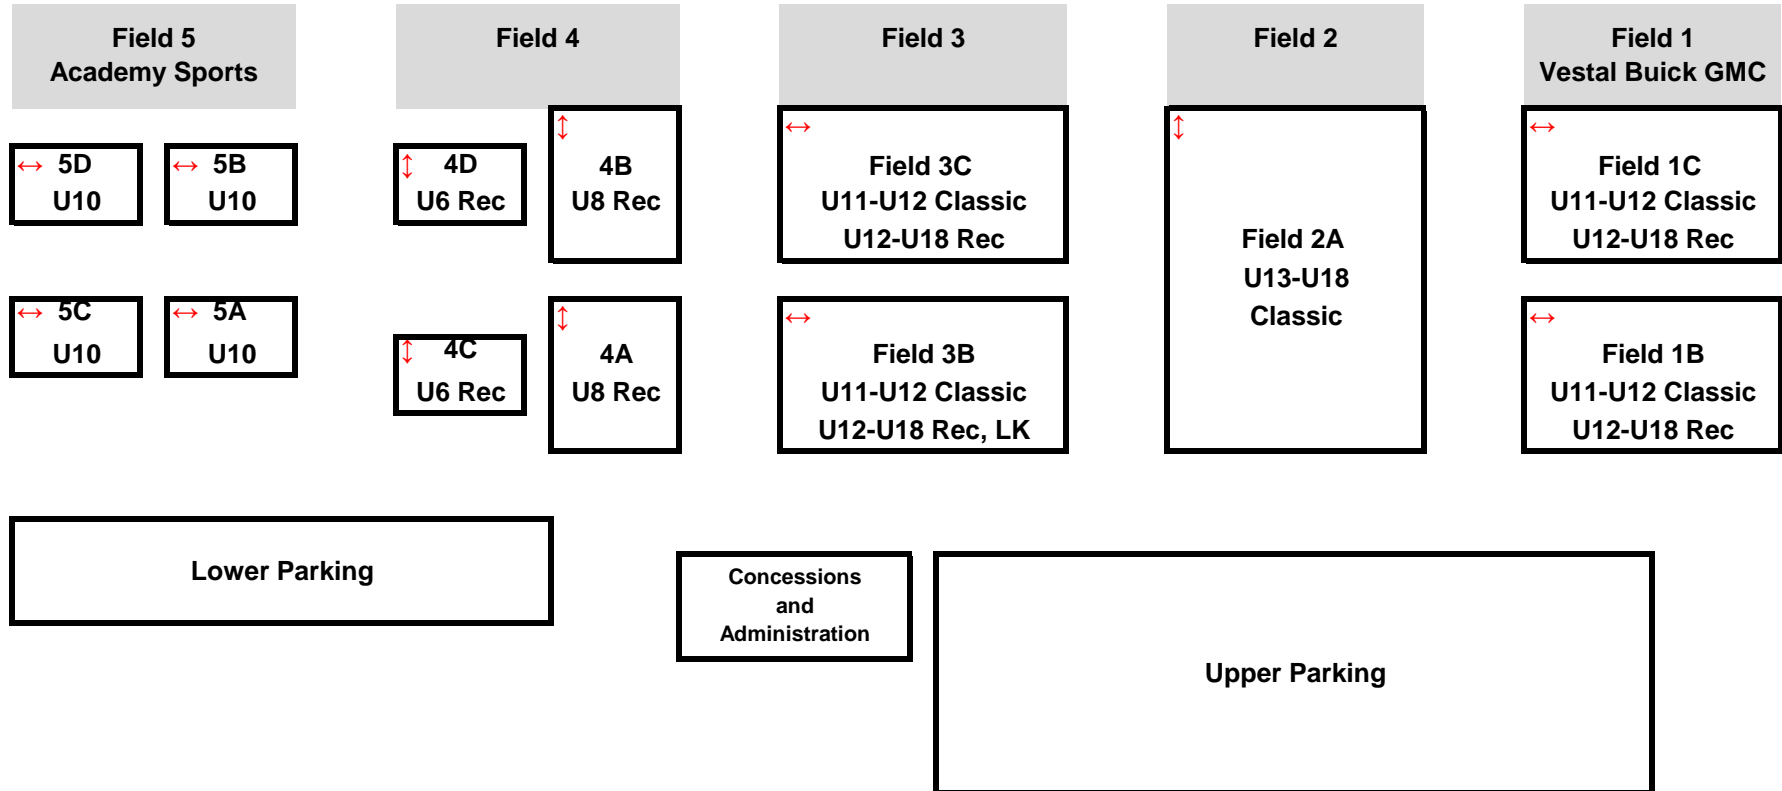 Field 5
Academy Sports
Field 4
Field 3
Field 2
Field 1
Vestal Buick GMC
↔ 5D
U10
↔ 5B
U10
↕ 4D
U6 Rec
↕
4B
U8 Rec
↔
Field 3C
U11-U12 Classic
U12-U18 Rec
↕
Field 2A
U13-U18
Classic
↔
Field 1C
U11-U12 Classic
U12-U18 Rec
↔ 5C
U10
↔ 5A
U10
↕ 4C
U6 Rec
↕
4A
U8 Rec
↔
Field 3B
U11-U12 Classic
U12-U18 Rec, LK
↔
Field 1B
U11-U12 Classic
U12-U18 Rec
Lower Parking
Concessions
and
Administration
Upper Parking